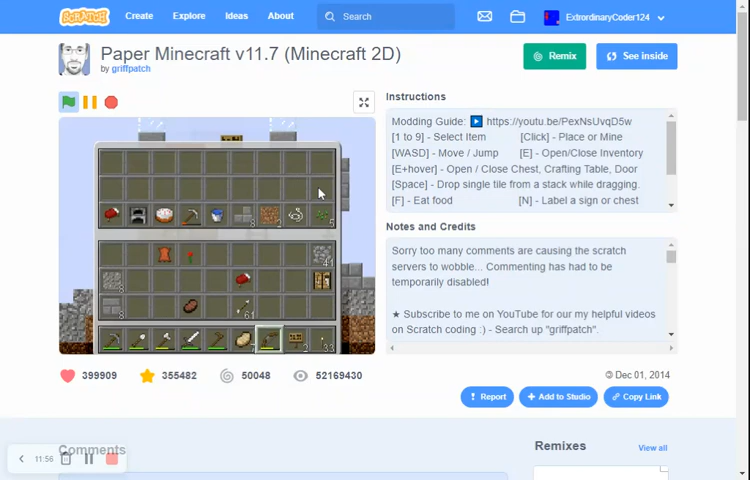 SCRATCH Create Explore Ideas About Search ExtrordinaryCoder124
Paper Minecraft v11.7 (Minecraft 2D)
by griffpatch
Remix See inside
Instructions
Modding Guide: https://youtu.be/PexNsUvqD5w
[1 to 9] - Select Item [Click] - Place or Mine
[WASD] - Move / Jump [E] - Open/Close Inventory
[E+hover] - Open / Close Chest, Crafting Table, Door
[Space] - Drop single tile from a stack while dragging.
[F] - Eat food [N] - Label a sign or chest
Notes and Credits
Sorry too many comments are causing the scratch
servers to wobble... Commenting has had to be
temporarily disabled!
★ Subscribe to me on YouTube for our my helpful videos
on Scratch coding :) - Search up "griffpatch".
61
2 33
399909 355482 50048 52169430
© Dec 01, 2014
Report Add to Studio Copy Link
Comments
Remixes View all
11:56